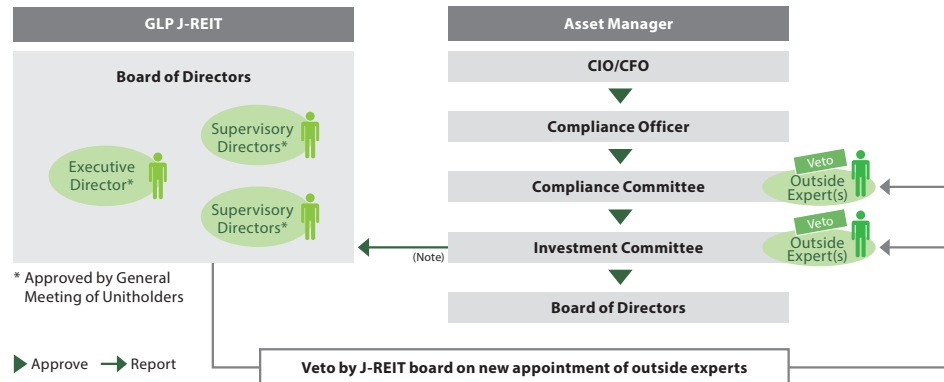 GLP J-REIT
Board of Directors
Supervisory
Directors*
Executive
Director*
Supervisory
Directors*
* Approved by General
Meeting of Unitholders
Approve
Report
Asset Manager
CIO/CFO
Compliance Officer
Compliance Committee
Veto
Outside
Expert(s)
Investment Committee
Veto
Outside
Expert(s)
(Note)
Board of Directors
Veto by J-REIT board on new appointment of outside experts